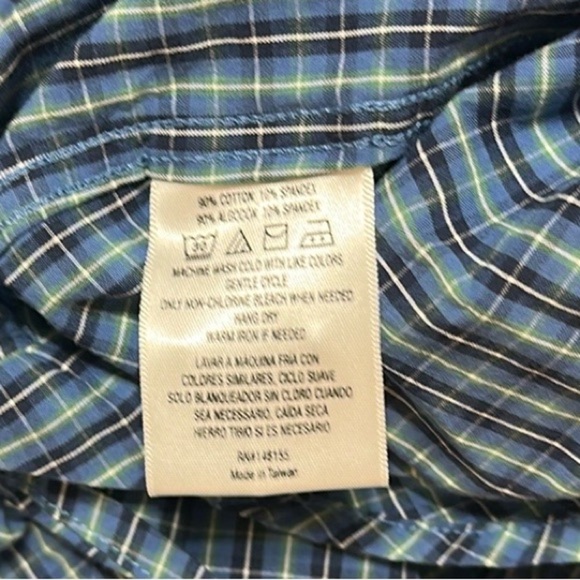 90% COTTON 10% SPANDEX
90% ALGODON 10% SPANDEX
30
MACHINE WASH COLD WITH LIKE COLORS
GENTLE CYCLE
ONLY NON-CHLORINE BLEACH WHEN NEEDED
HANG DRY
WARM IRON IF NEEDED
LAVAR A MAQUINA FRIA CON
COLORES SIMILARES, CICLO SUAVE
SOLO BLANQUEADOR SIN CLORO CUANDO
SEA NECESARIO, CAIDA SECA
HIERRO TIBIO SI ES NECESARIO
RN#148155
Made in Taiwan